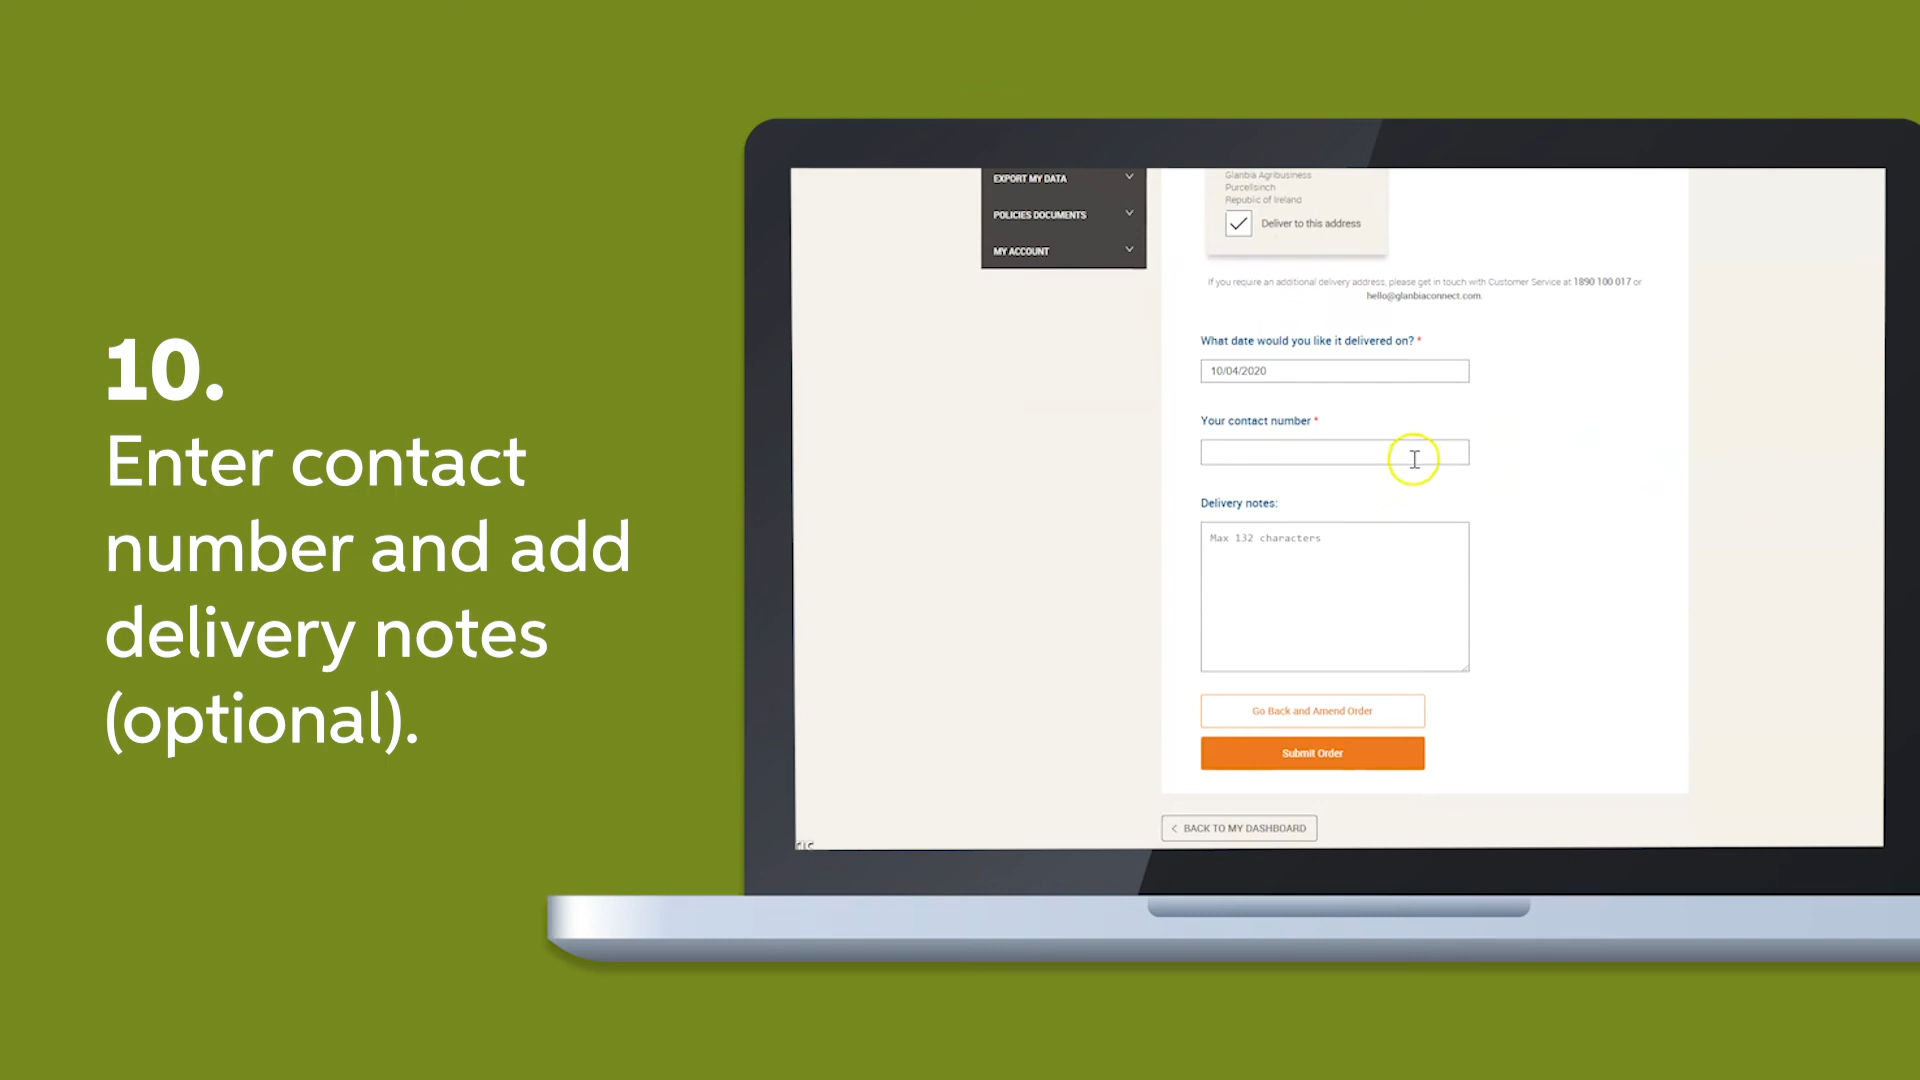 10.
Enter contact
number and add
delivery notes
(optional).
EXPORT MY DATA
POLICIES DOCUMENTS
MY ACCOUNT
Glanbia Agribusiness
Purcellsinch
Republic of Ireland
Deliver to this address
If you require an additional delivery address, please get in touch with Customer Service at 1890 100 017 or
hello@glanbiaconnect.com.
What date would you like it delivered on? *
10/04/2020
Your contact number *
Delivery notes:
Max 132 characters
Go Back and Amend Order
Submit Order
BACK TO MY DASHBOARD